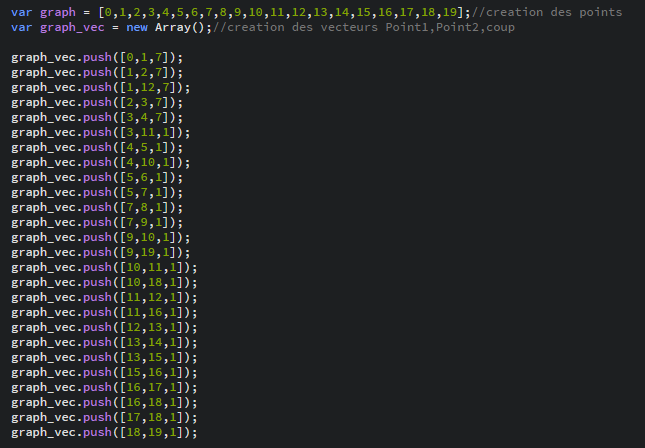 var graph = [0,1,2,3,4,5,6,7,8,9,10,11,12,13,14,15,16,17,18,19];//creation des points
var graph_vec = new Array();//creation des vecteurs Point1,Point2,coup
graph_vec.push([0,1,7]);
graph_vec.push([1,2,7]);
graph_vec.push([1,12,7]);
graph_vec.push([2,3,7]);
graph_vec.push([3,4,7]);
graph_vec.push([3,11,1]);
graph_vec.push([4,5,1]);
graph_vec.push([4,10,1]);
graph_vec.push([5,6,1]);
graph_vec.push([5,7,1]);
graph_vec.push([7,8,1]);
graph_vec.push([7,9,1]);
graph_vec.push([9,10,1]);
graph_vec.push([9,19,1]);
graph_vec.push([10,11,1]);
graph_vec.push([10,18,1]);
graph_vec.push([11,12,1]);
graph_vec.push([11,16,1]);
graph_vec.push([12,13,1]);
graph_vec.push([13,14,1]);
graph_vec.push([13,15,1]);
graph_vec.push([15,16,1]);
graph_vec.push([16,17,1]);
graph_vec.push([16,18,1]);
graph_vec.push([17,18,1]);
graph_vec.push([18,19,1]);